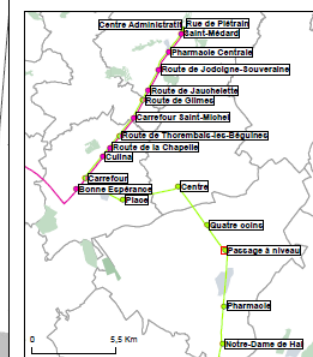 Centre Administratif
Rue de Piétrain
Saint-Médard
Pharmacie Centrale
Route de Jodoigne-Souveraine
Route de Jauchelette
Route de Glimes
Carrefour Saint-Michel
Route de Thorembais-les-Béguines
Route de la Chapelle
Culina
Carrefour
Bonne Espérance
Centre
Place
Quatre coins
Passage à niveau
Pharmacie
Notre-Dame de Hal
0 5,5 Km